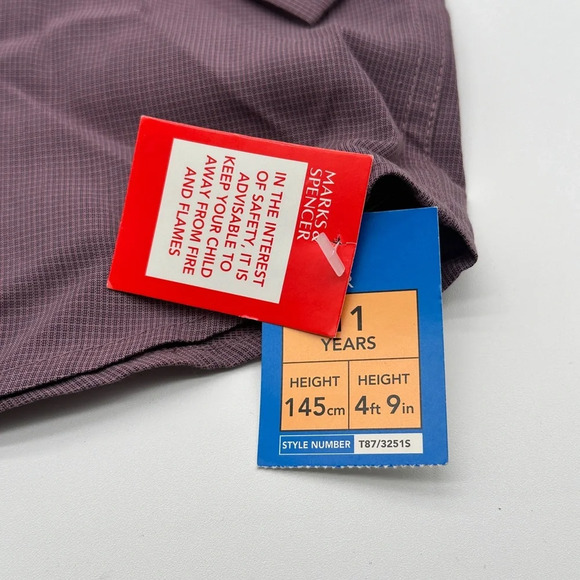 MARKS &
SPENCER
IN THE INTEREST
OF SAFETY, IT IS
ADVISABLE TO
KEEP YOUR CHILD
AWAY FROM FIRE
AND FLAMES
11
YEARS
HEIGHT
145cm
HEIGHT
4ft 9in
STYLE NUMBER T87/3251S